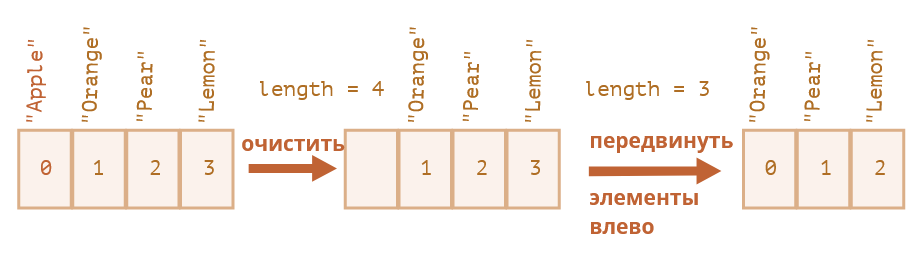 "Apple" "Orange" "Pear" "Lemon"
0 1 2 3
очистить
length = 4
"Orange" "Pear" "Lemon"
1 2 3
length = 3
передвинуть
элементы
влево
"Orange" "Pear" "Lemon"
0 1 2